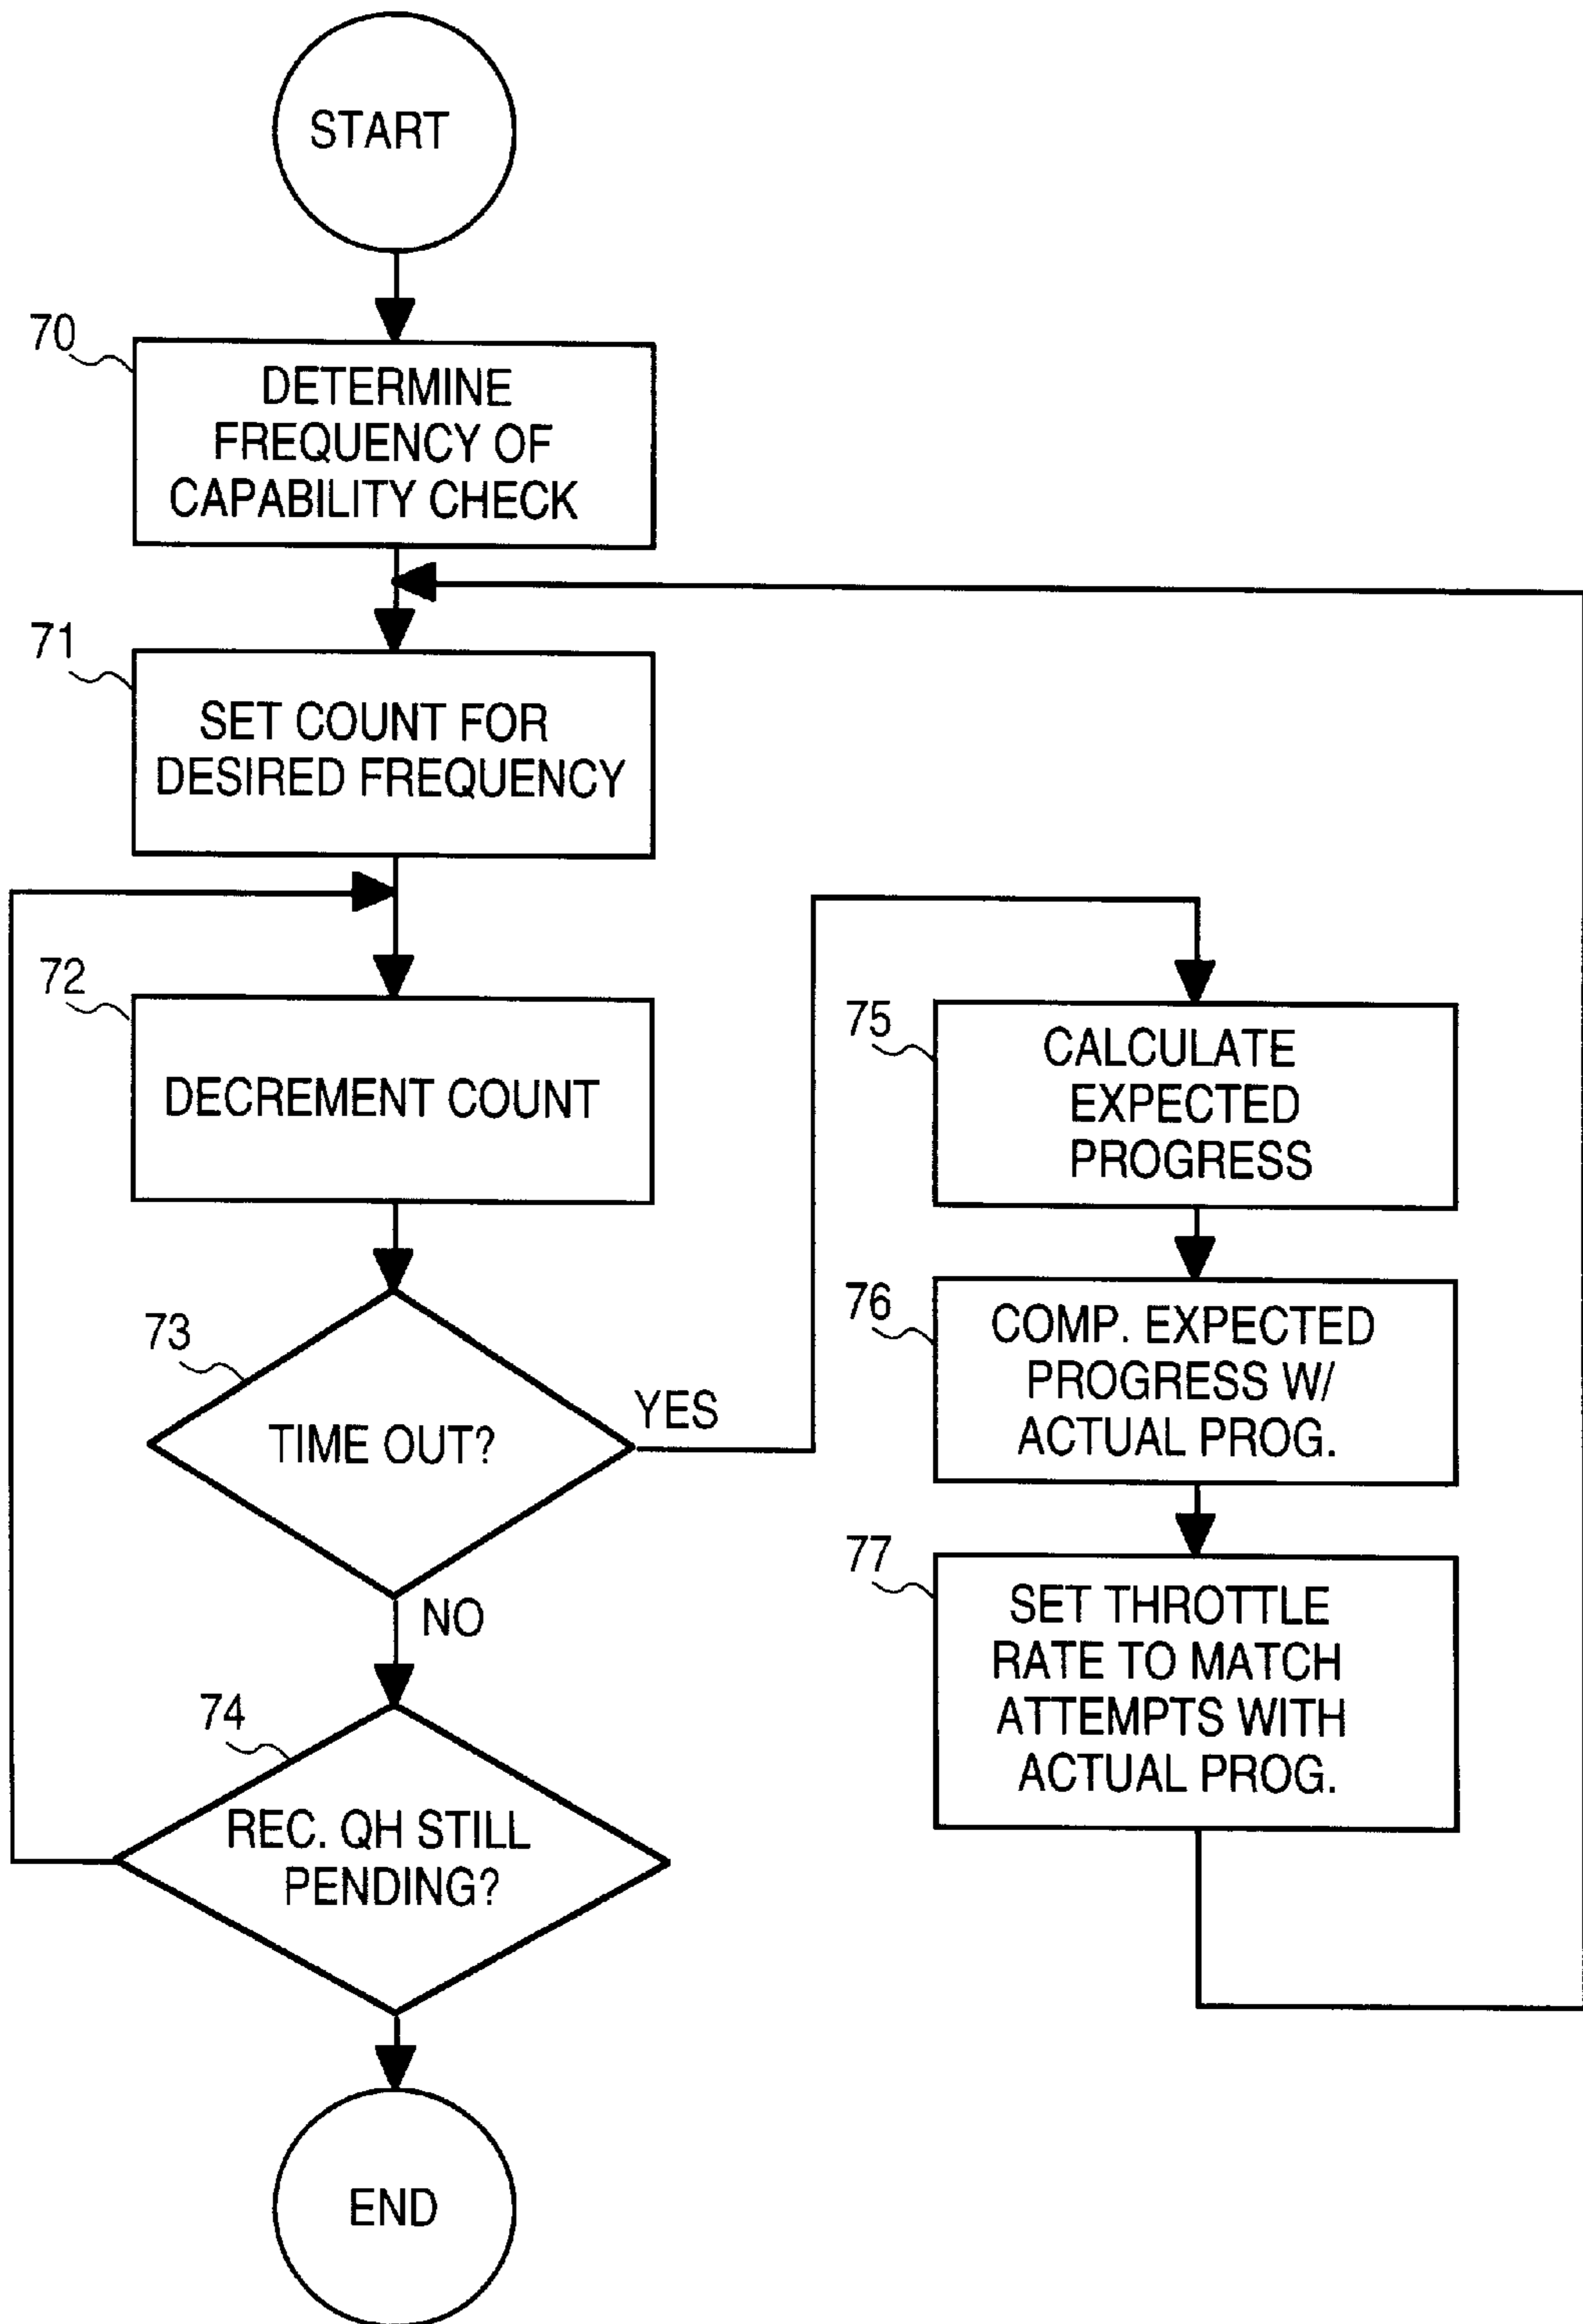 START
70
DETERMINE
FREQUENCY OF
CAPABILITY CHECK
71
SET COUNT FOR
DESIRED FREQUENCY
72
DECREMENT COUNT
73
TIME OUT?
YES
NO
74
REC. QH STILL
PENDING?
END
75
CALCULATE
EXPECTED
PROGRESS
76
COMP. EXPECTED
PROGRESS W/
ACTUAL PROG.
77
SET THROTTLE
RATE TO MATCH
ATTEMPTS WITH
ACTUAL PROG.